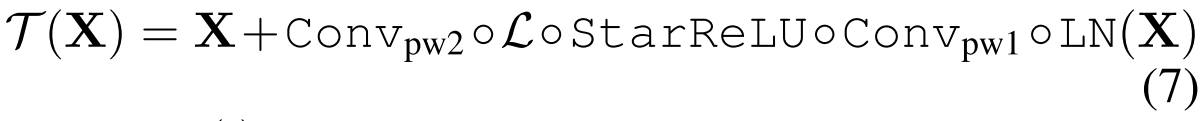 𝒯(𝐗) = 𝐗 + Conv_pw2 ∘ ℒ ∘ StarReLU ∘ Conv_pw1 ∘ LN(𝐗)
(7)